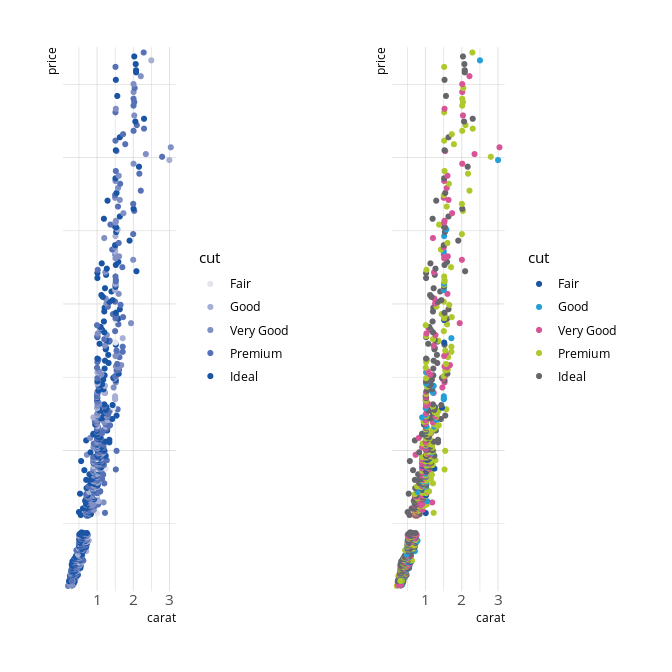 price
cut
Fair
Good
Very Good
Premium
Ideal
1 2 3
carat
price
cut
Fair
Good
Very Good
Premium
Ideal
1 2 3
carat